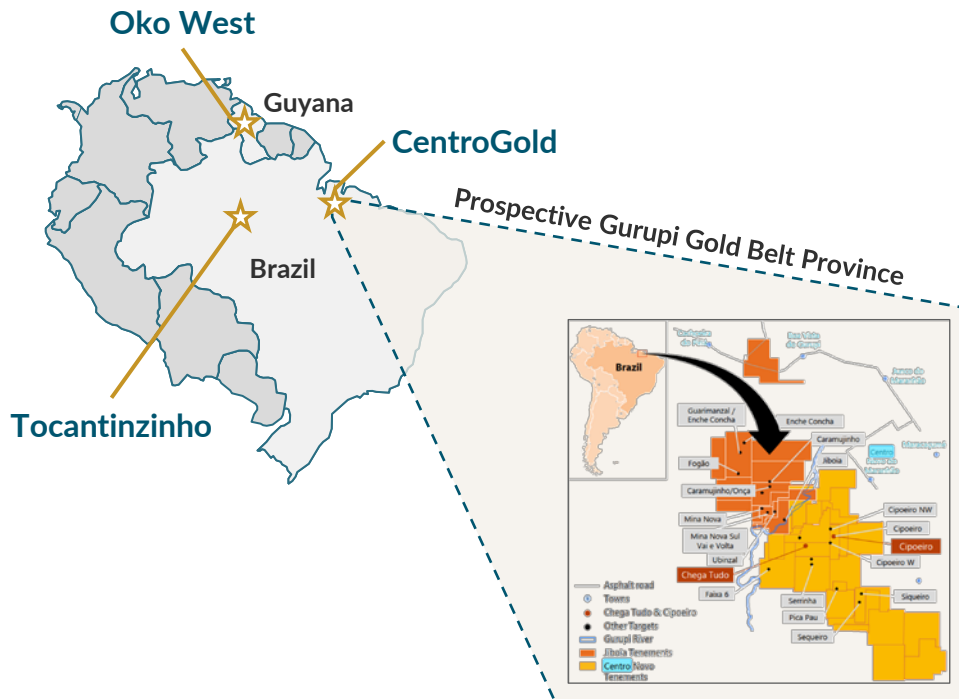 Oko West
Guyana
CentroGold
Prospective Gurupi Gold Belt Province
Brazil
Tocantinzinho
Brazil
Guarimanzal /
Enche Concha
Enche Concha
Caramujinho
Jiboia
Fogão
Centro
Caramujinho/Onça
Mina Nova
Cipoeiro NW
Cipoeiro
Mina Nova Sul
Vai e Volta
Cipoeiro
Ubinzal
Cipoeiro W
Chega Tudo
Faixa 6
Serrinha
Siqueiro
Pica Pau
Sequeiro
Asphalt road
Towns
Chega Tudo & Cipoeiro
Other Targets
Gurupi River
Jiboia Tenements
Centro Novo
Tenements